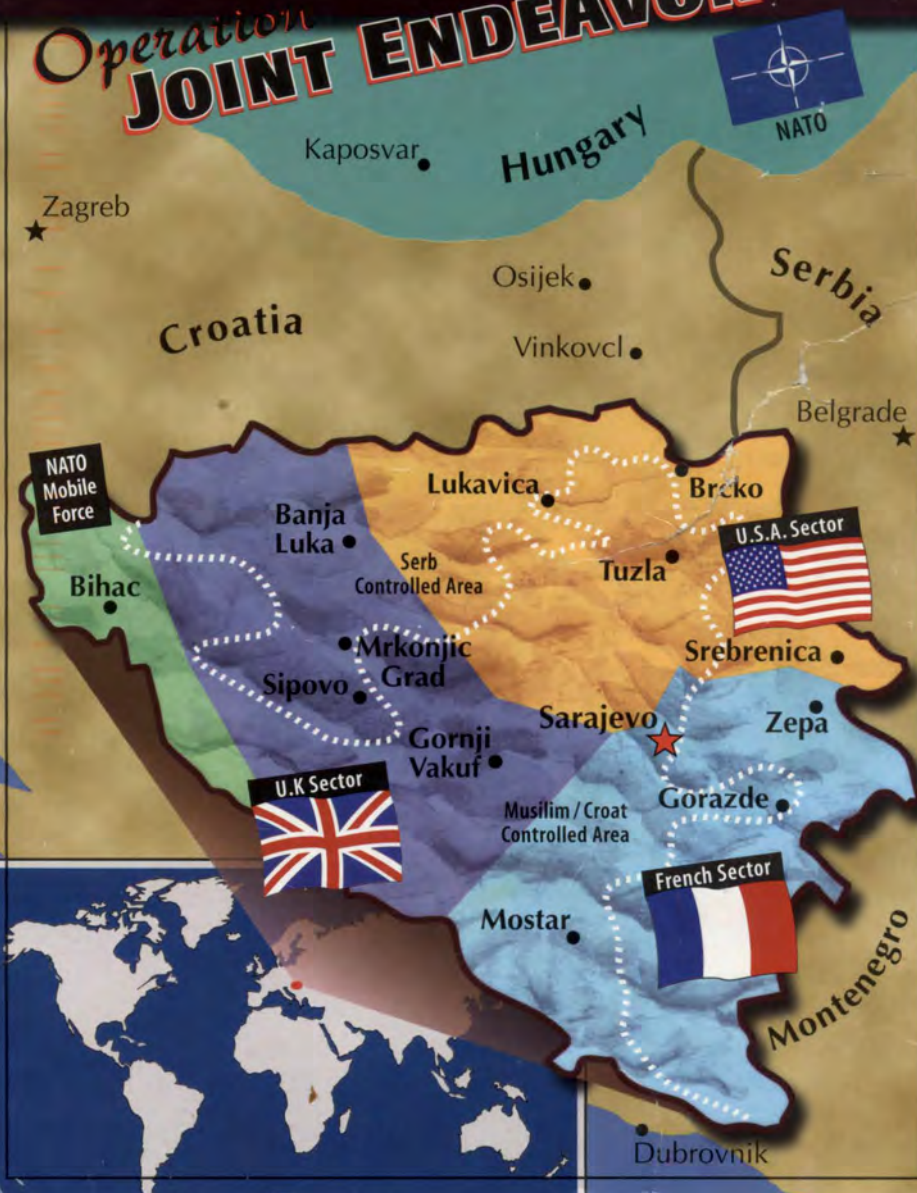 Operation
JOINT ENDEAVOR
NATO
Kaposvar
Hungary
Zagreb
Osijek
Serbia
Croatia
Vinkovcl
Belgrade
NATO
Mobile
Force
Lukavica
Brcko
Banja
Luka
U.S.A. Sector
Serb
Controlled Area
Tuzla
Bihac
Mrkonjic
Grad
Srebrenica
Sipovo
Sarajevo
Zepa
Gornji
Vakuf
U.K Sector
Gorazde
Musilim / Croat
Controlled Area
French Sector
Mostar
Montenegro
Dubrovnik